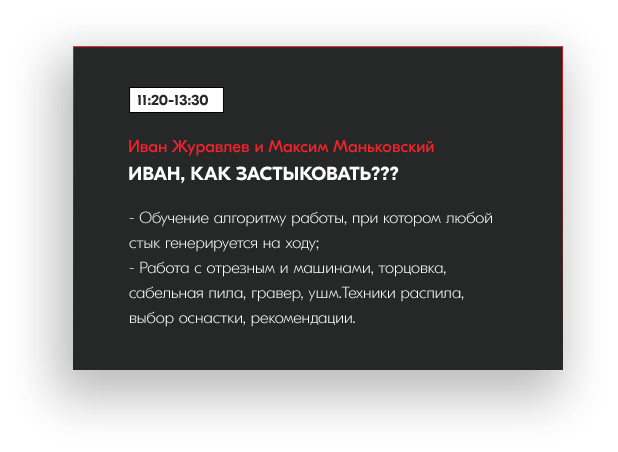 11:20-13:30
Иван Журавлев и Максим Маньковский
ИВАН, КАК ЗАСТЫКОВАТЬ???
- Обучение алгоритму работы, при котором любой
стык генерируется на ходу;
- Работа с отрезным и машинами, торцовка,
сабельная пила, гравер, ушм.Техники распила,
выбор оснастки, рекомендации.